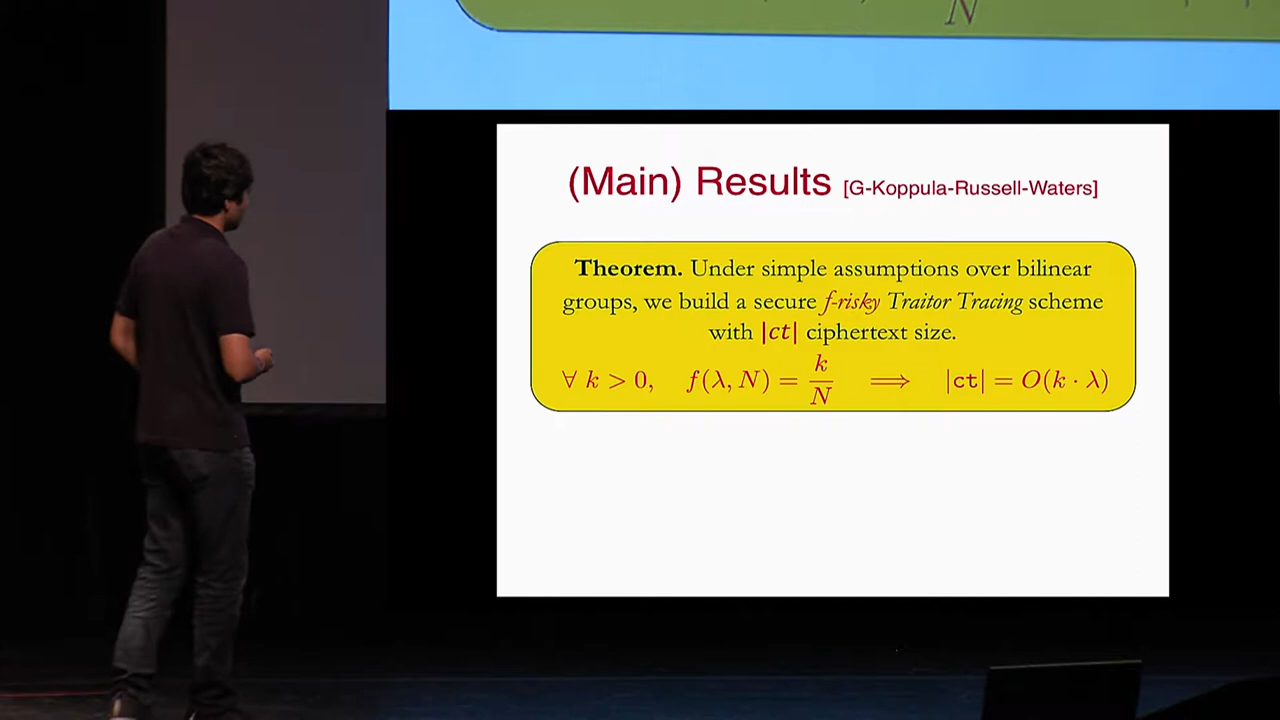 N
(Main) Results [G-Koppula-Russell-Waters]
Theorem. Under simple assumptions over bilinear
groups, we build a secure f-risky Traitor Tracing scheme
with |ct| ciphertext size.
∀ k > 0, f(λ, N) = k/N ⟹ |ct| = O(k · λ)